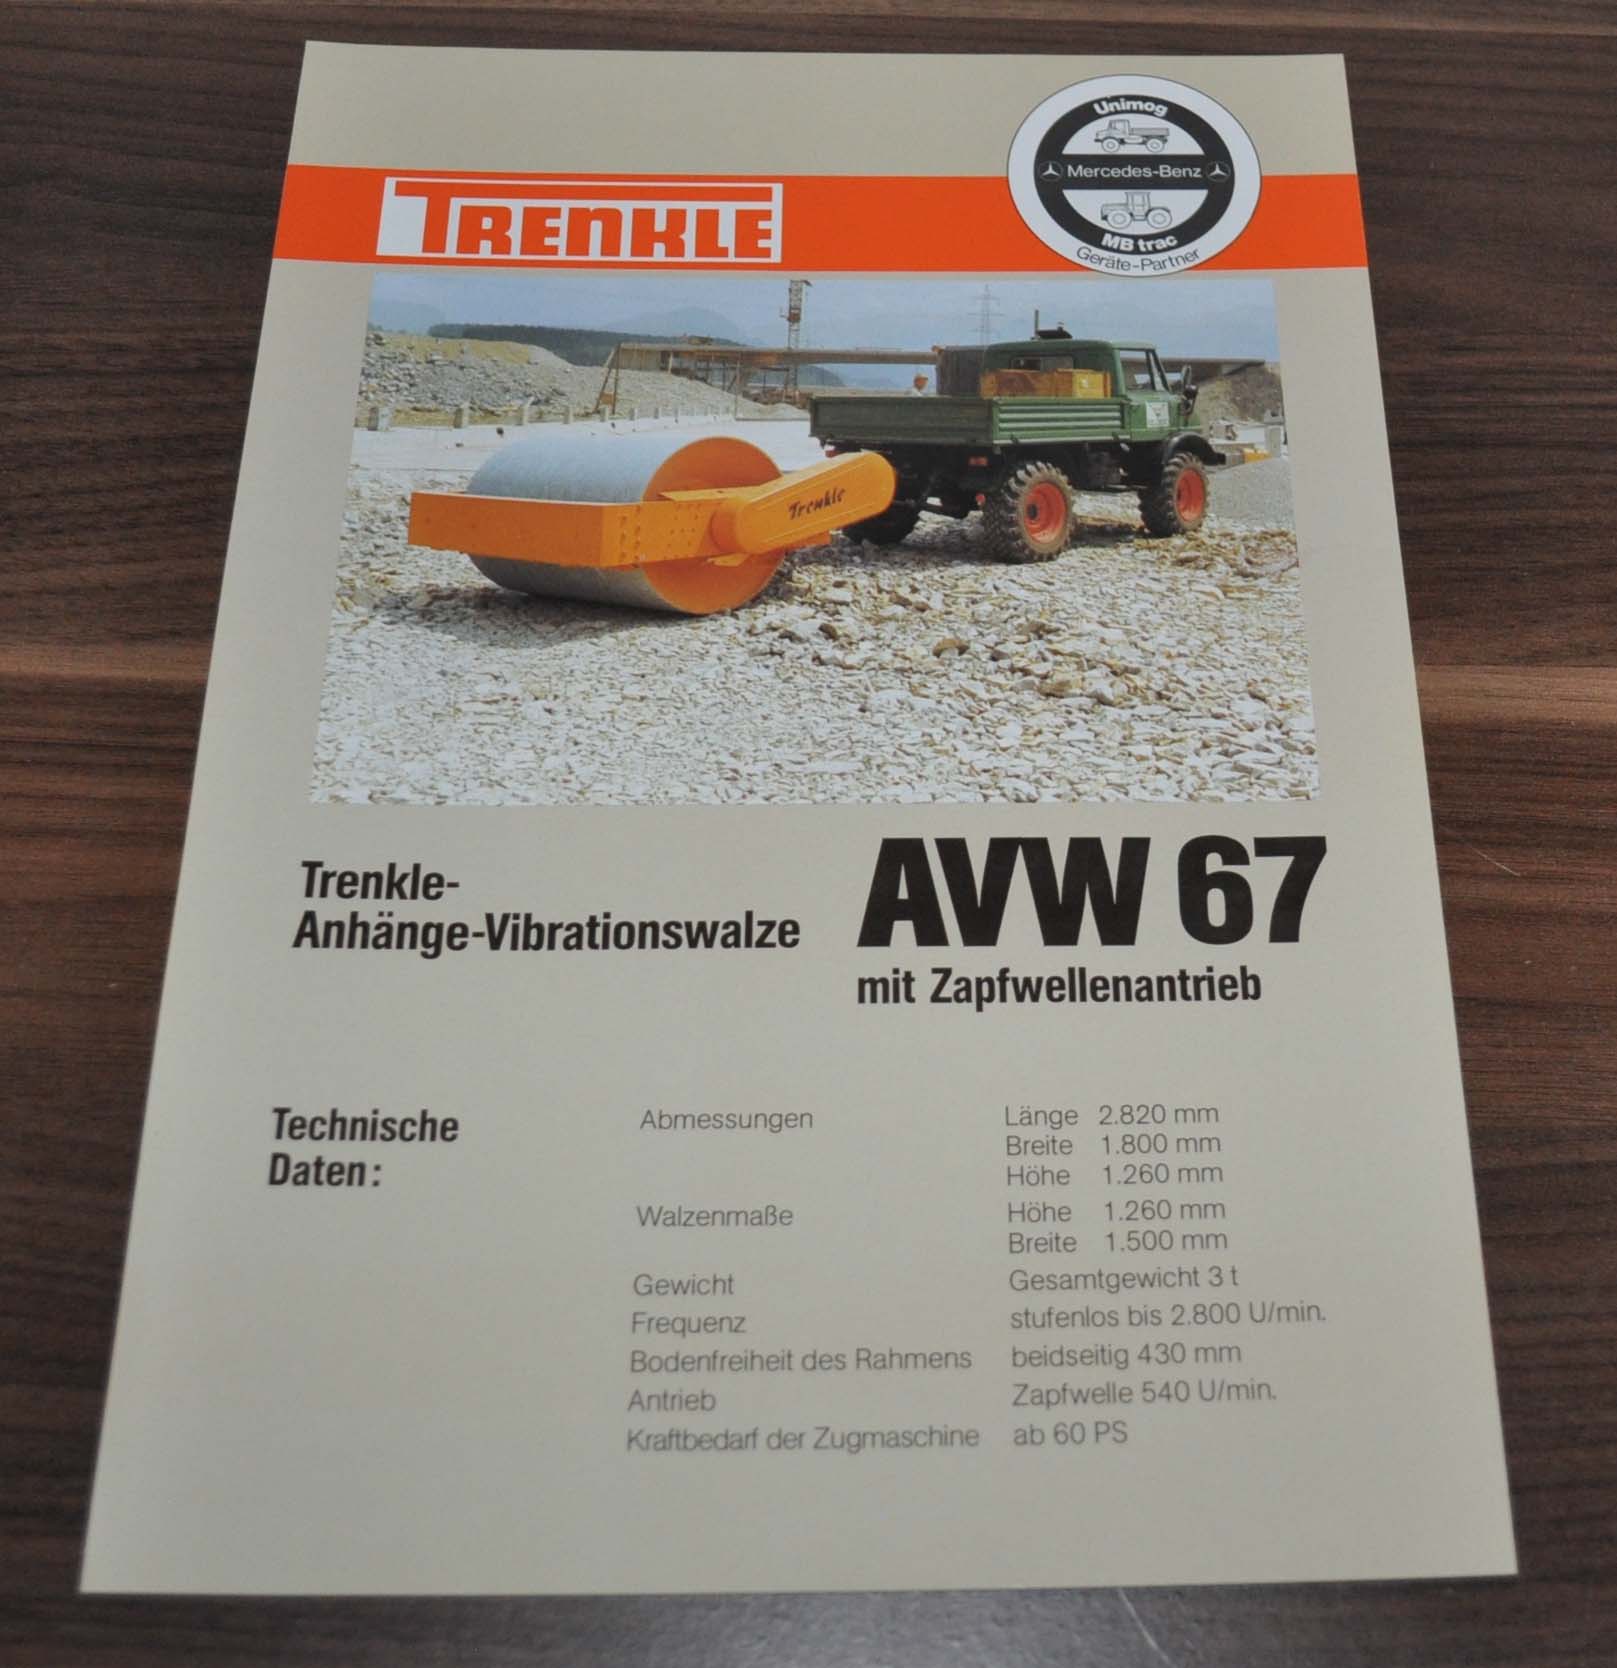 Unimog
Mercedes-Benz
MB trac
Geräte-Partner
TRENKLE
Trenkle
Trenkle-
Anhänge-Vibrationswalze
AVW 67
mit Zapfwellenantrieb
Technische
Daten:
Abmessungen Länge 2.820 mm
Breite 1.800 mm
Höhe 1.260 mm
Walzenmaße Höhe 1.260 mm
Breite 1.500 mm
Gewicht Gesamtgewicht 3 t
Frequenz stufenlos bis 2.800 U/min.
Bodenfreiheit des Rahmens beidseitig 430 mm
Antrieb Zapfwelle 540 U/min.
Kraftbedarf der Zugmaschine ab 60 PS